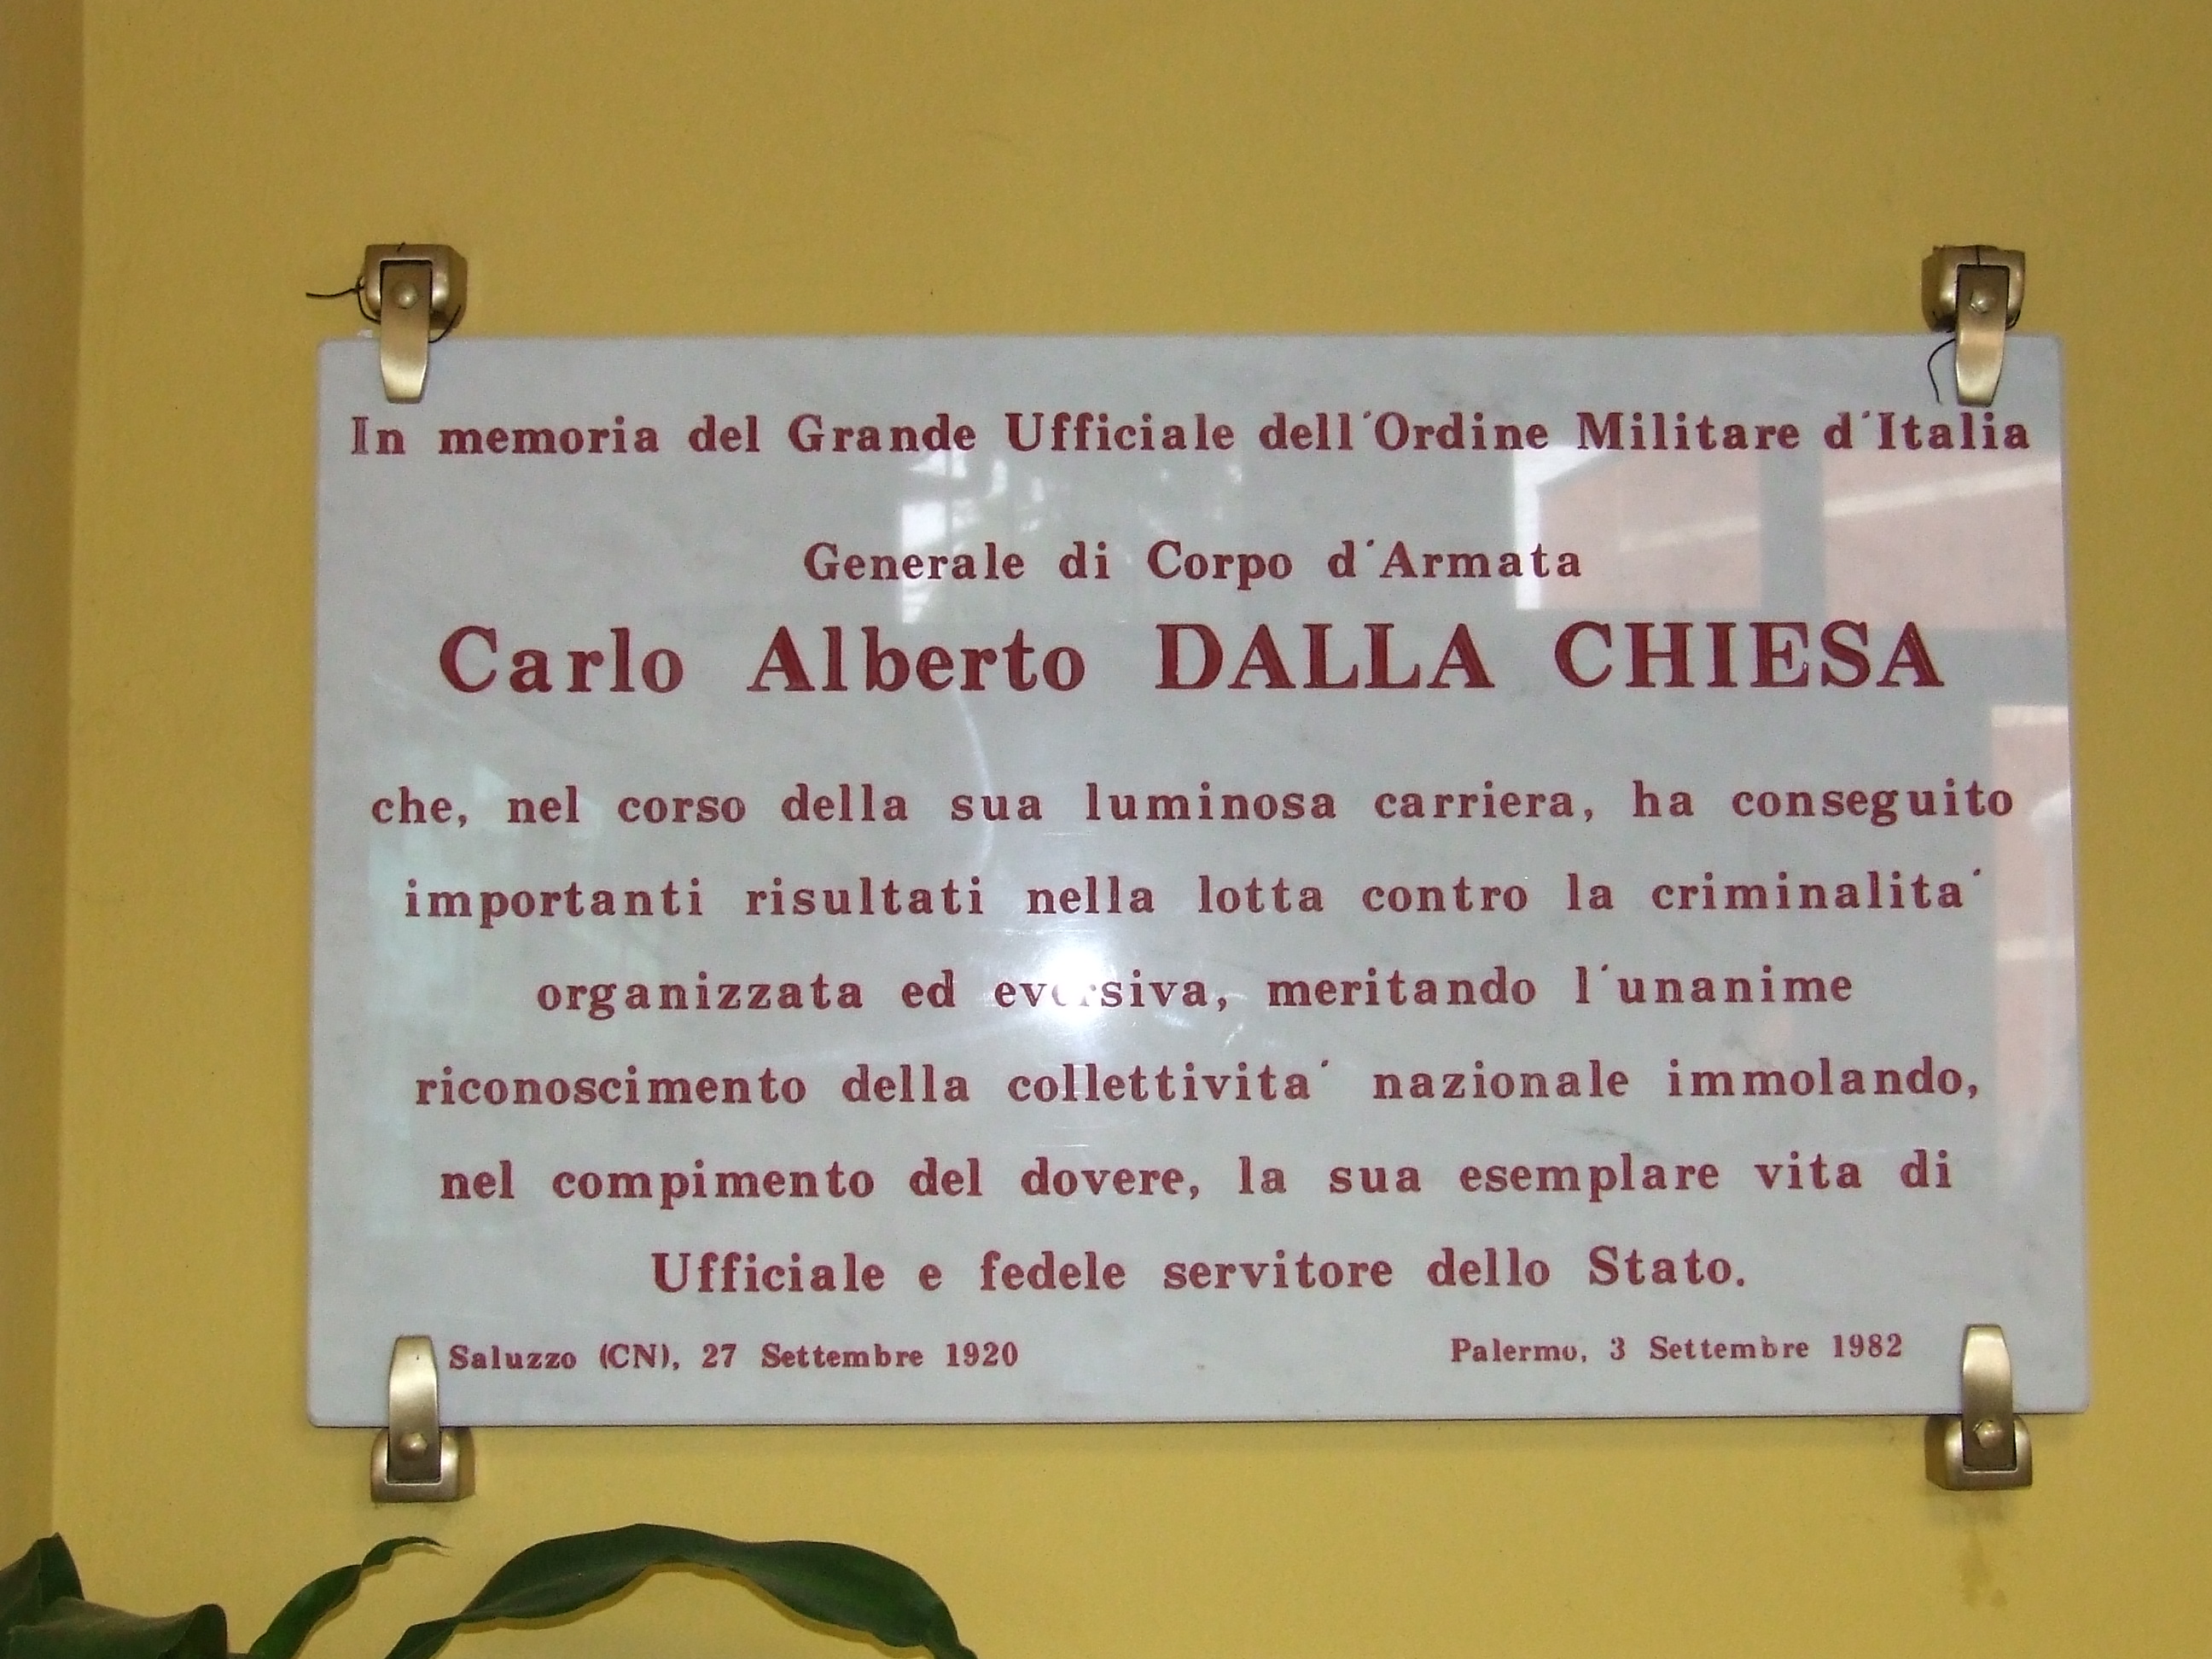 In memoria del Grande Ufficiale dell´Ordine Militare d´Italia
Generale di Corpo d´Armata
Carlo Alberto DALLA CHIESA
che, nel corso della sua luminosa carriera, ha conseguito
importanti risultati nella lotta contro la criminalita´
organizzata ed eversiva, meritando l´unanime
riconoscimento della collettivita´ nazionale immolando,
nel compimento del dovere, la sua esemplare vita di
Ufficiale e fedele servitore dello Stato.
Saluzzo (CN), 27 Settembre 1920 Palermo, 3 Settembre 1982